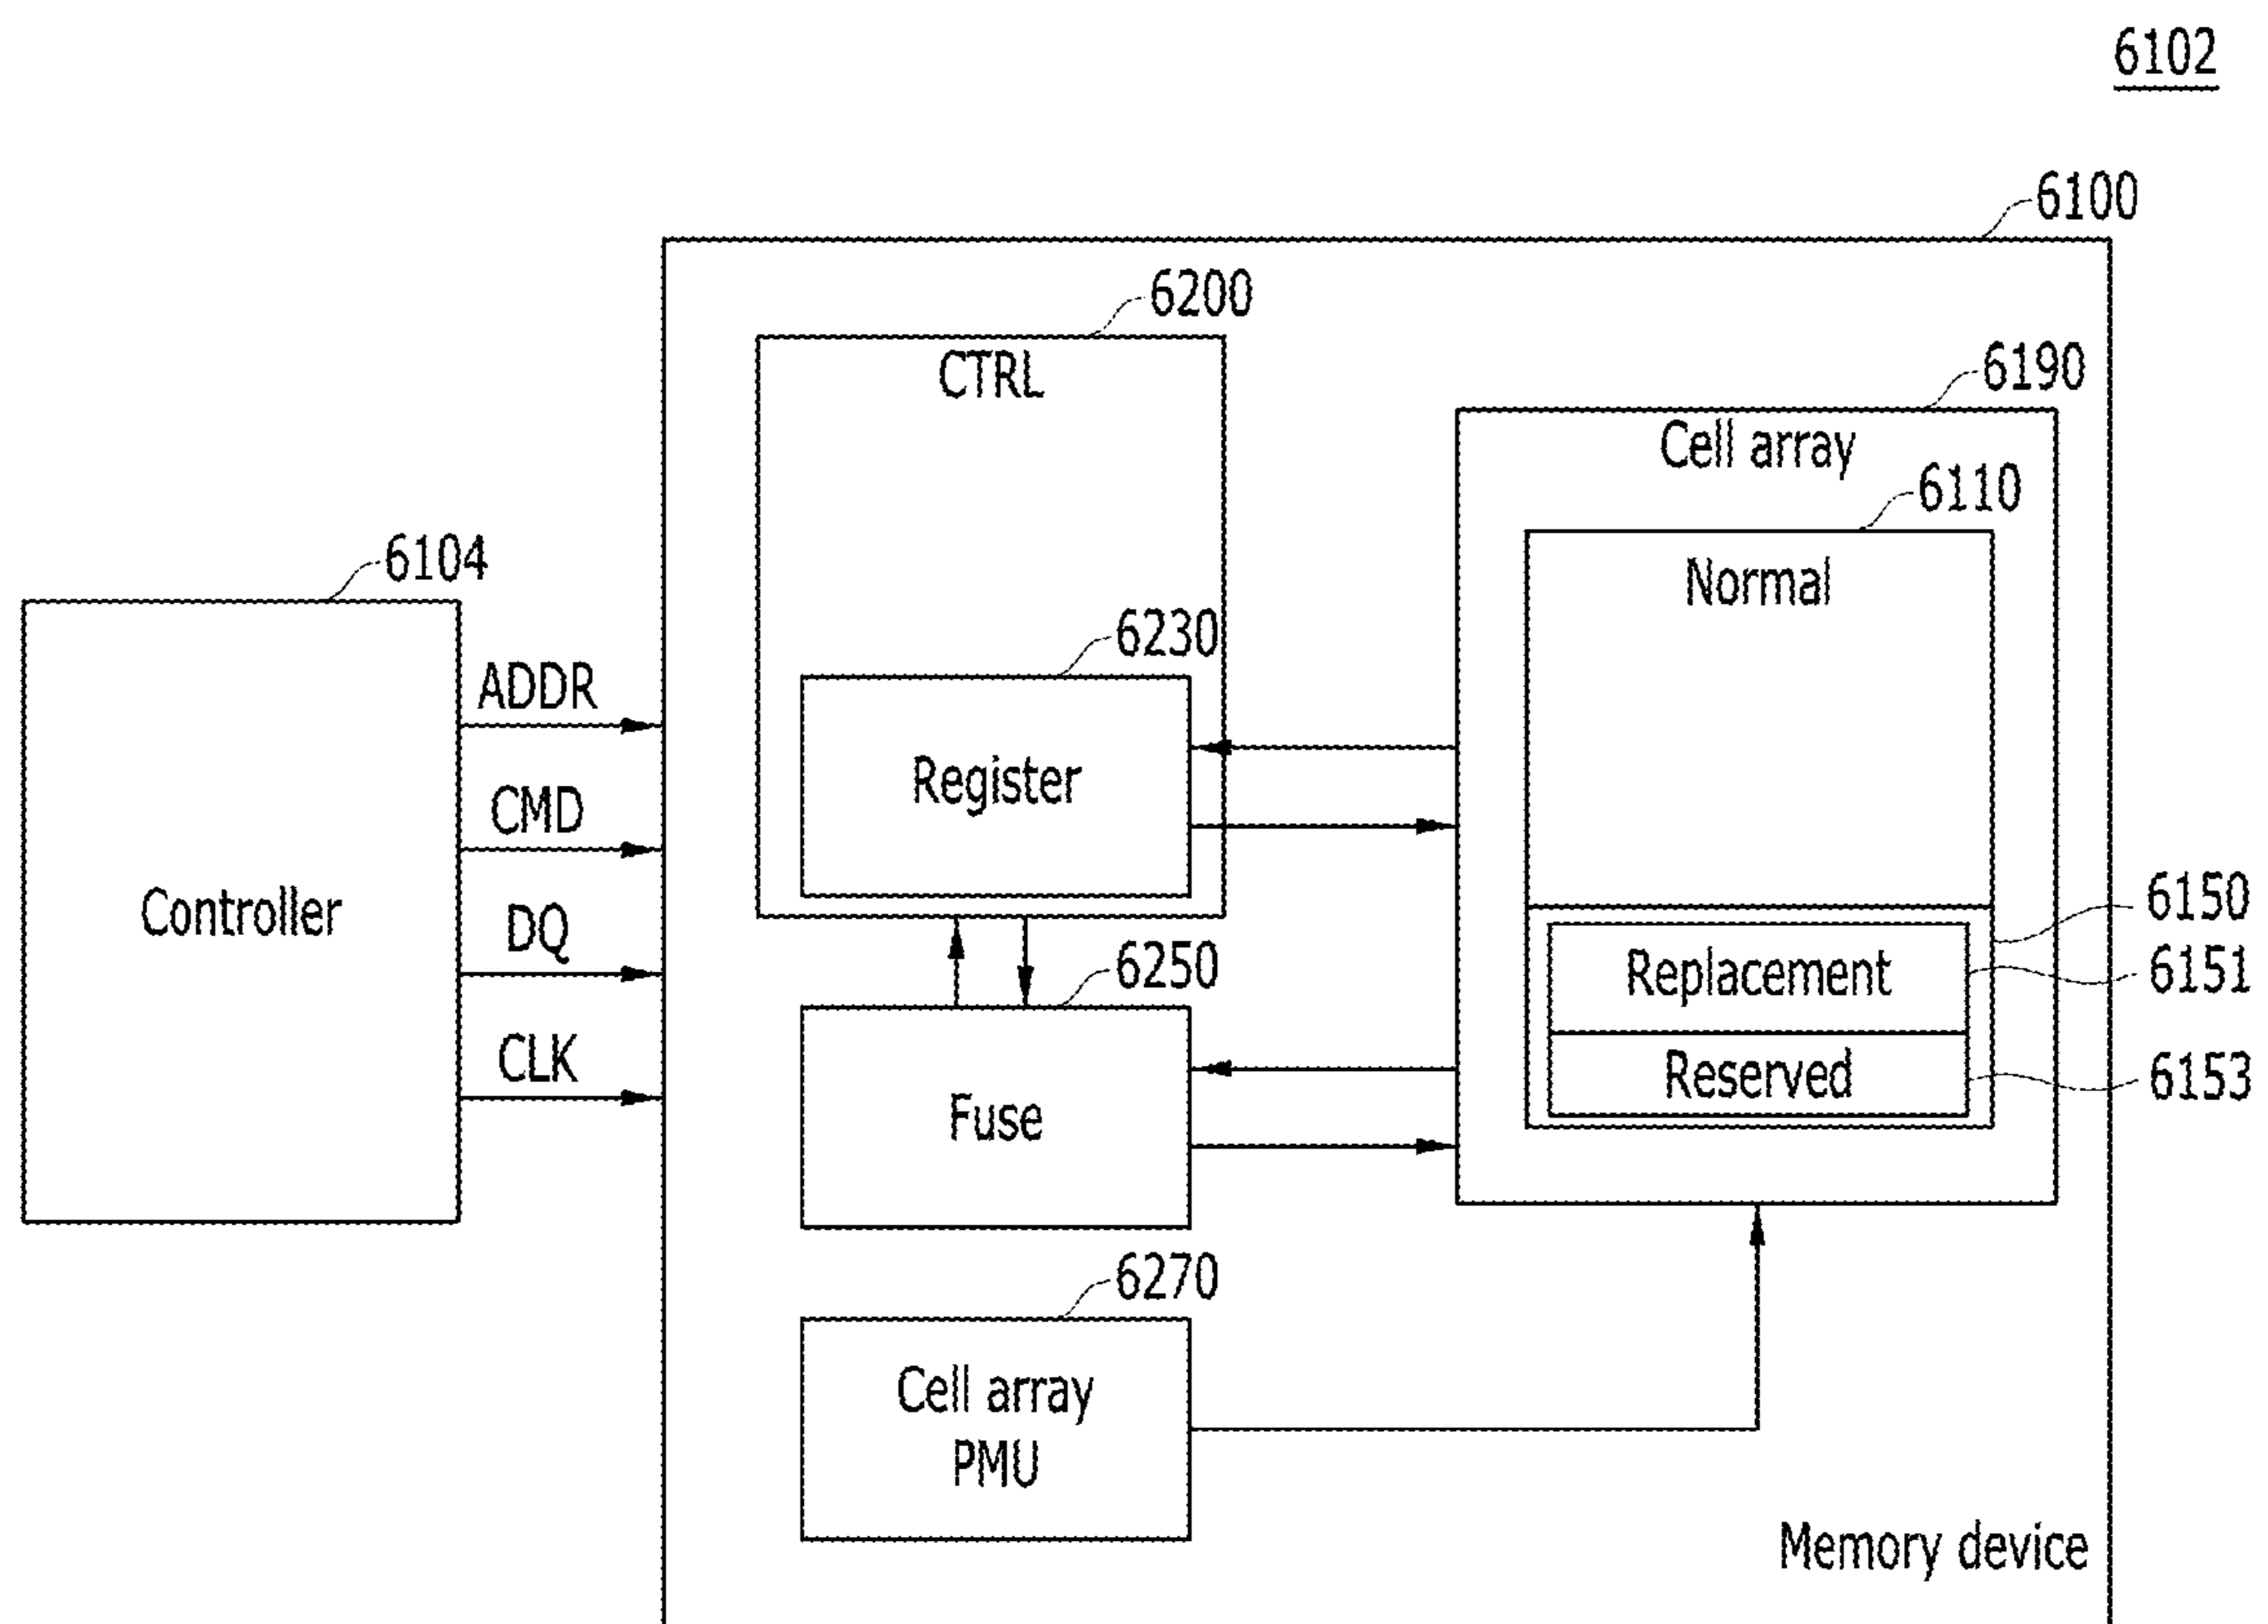 6102
6100
6200
CTRL
6190
Cell array
6110
Normal
6104
6230
ADDR
Register
CMD
Controller
DQ
6150
Replacement
6151
6250
CLK
Reserved
6153
Fuse
6270
Cell array
PMU
Memory device